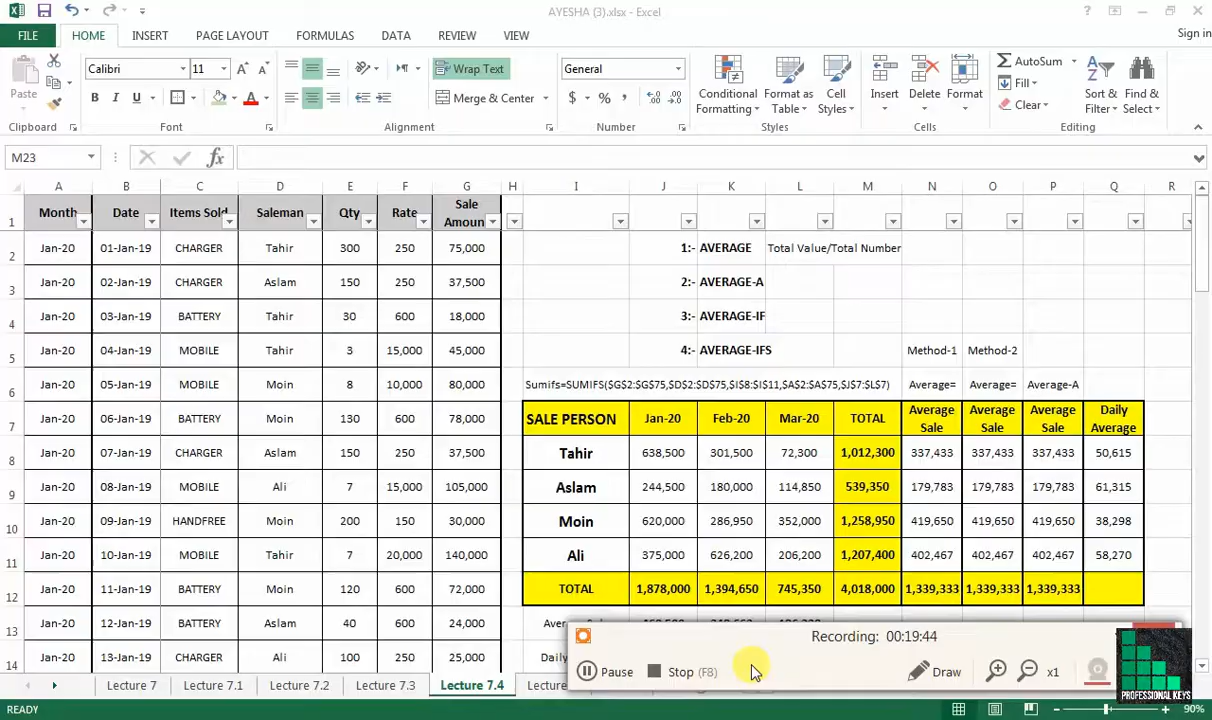 AYESHA (3).xlsx - Excel
FILE HOME INSERT PAGE LAYOUT FORMULAS DATA REVIEW VIEW Sign in
Calibri 11 Wrap Text General AutoSum
Paste Fill
B I U Merge & Center $ % , Conditional Formatting Format as Table Cell Styles Insert Delete Format Clear Sort & Filter Find & Select
Clipboard Font Alignment Number Styles Cells Editing
M23 fx
A B C D E F G H I J K L M N O P Q R
1 Month Date Items Sold Saleman Qty Rate Sale Amoun
2 Jan-20 01-Jan-19 CHARGER Tahir 300 250 75,000 1:- AVERAGE Total Value/Total Number
3 Jan-20 02-Jan-19 CHARGER Aslam 150 250 37,500 2:- AVERAGE-A
4 Jan-20 03-Jan-19 BATTERY Tahir 30 600 18,000 3:- AVERAGE-IF
5 Jan-20 04-Jan-19 MOBILE Tahir 3 15,000 45,000 4:- AVERAGE-IFS Method-1 Method-2
6 Jan-20 05-Jan-19 MOBILE Moin 8 10,000 80,000 Sumifs=SUMIFS($G$2:$G$75,$D$2:$D$75,$I$8:$I$11,$A$2:$A$75,$J$7:$L$7) Average= Average= Average-A
7 Jan-20 06-Jan-19 BATTERY Moin 130 600 78,000 SALE PERSON Jan-20 Feb-20 Mar-20 TOTAL Average Sale Average Sale Average Sale Daily Average
8 Jan-20 07-Jan-19 CHARGER Aslam 150 250 37,500 Tahir 638,500 301,500 72,300 1,012,300 337,433 337,433 337,433 50,615
9 Jan-20 08-Jan-19 MOBILE Ali 7 15,000 105,000 Aslam 244,500 180,000 114,850 539,350 179,783 179,783 179,783 61,315
10 Jan-20 09-Jan-19 HANDFREE Moin 200 150 30,000 Moin 620,000 286,950 352,000 1,258,950 419,650 419,650 419,650 38,298
11 Jan-20 10-Jan-19 MOBILE Tahir 7 20,000 140,000 Ali 375,000 626,200 206,200 1,207,400 402,467 402,467 402,467 58,270
12 Jan-20 11-Jan-19 BATTERY Moin 120 600 72,000 TOTAL 1,878,000 1,394,650 745,350 4,018,000 1,339,333 1,339,333 1,339,333
13 Jan-20 12-Jan-19 BATTERY Aslam 40 600 24,000
14 Jan-20 13-Jan-19 CHARGER Ali 100 250 25,000
Recording: 00:19:44
Pause Stop (F8) Draw x1
PROFESSIONAL KEYS
Lecture 7 Lecture 7.1 Lecture 7.2 Lecture 7.3 Lecture 7.4
READY 90%